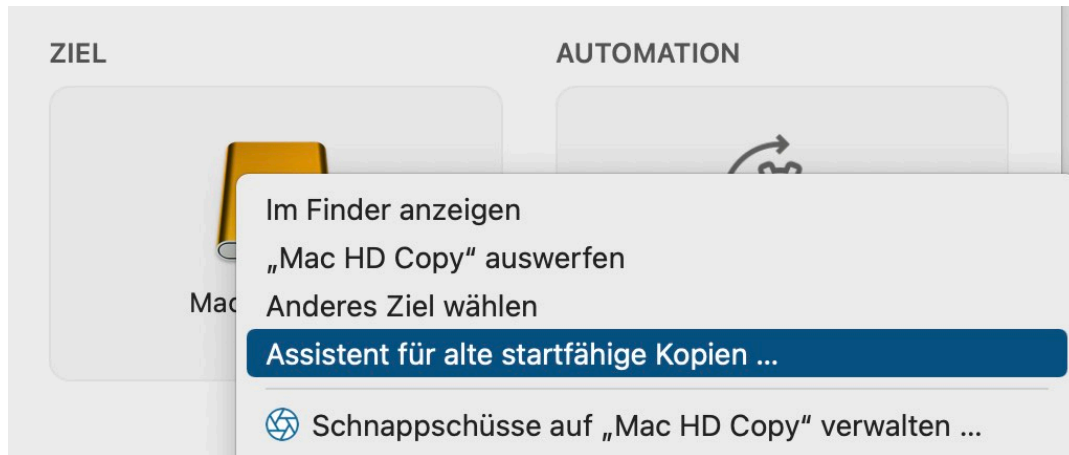 ZIEL
AUTOMATION
Im Finder anzeigen
„Mac HD Copy“ auswerfen
Mac
Anderes Ziel wählen
Assistent für alte startfähige Kopien ...
Schnappschüsse auf „Mac HD Copy“ verwalten ...